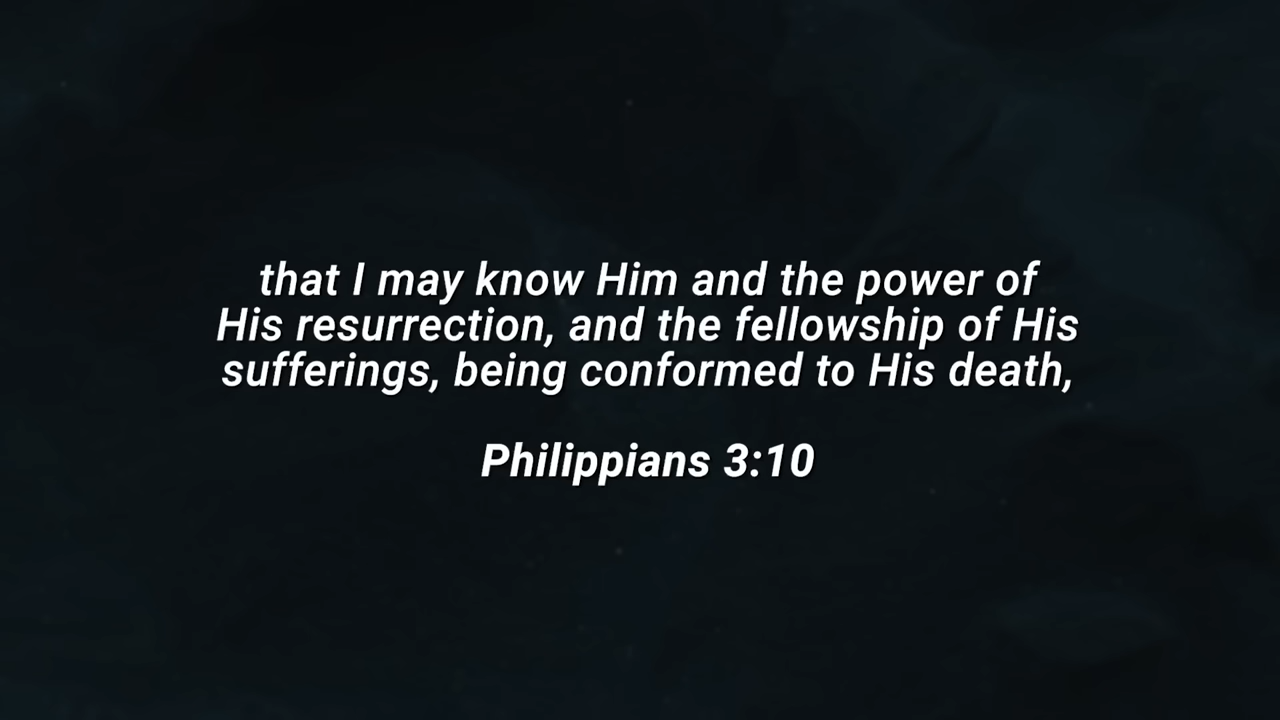 that I may know Him and the power of
His resurrection, and the fellowship of His
sufferings, being conformed to His death,
Philippians 3:10